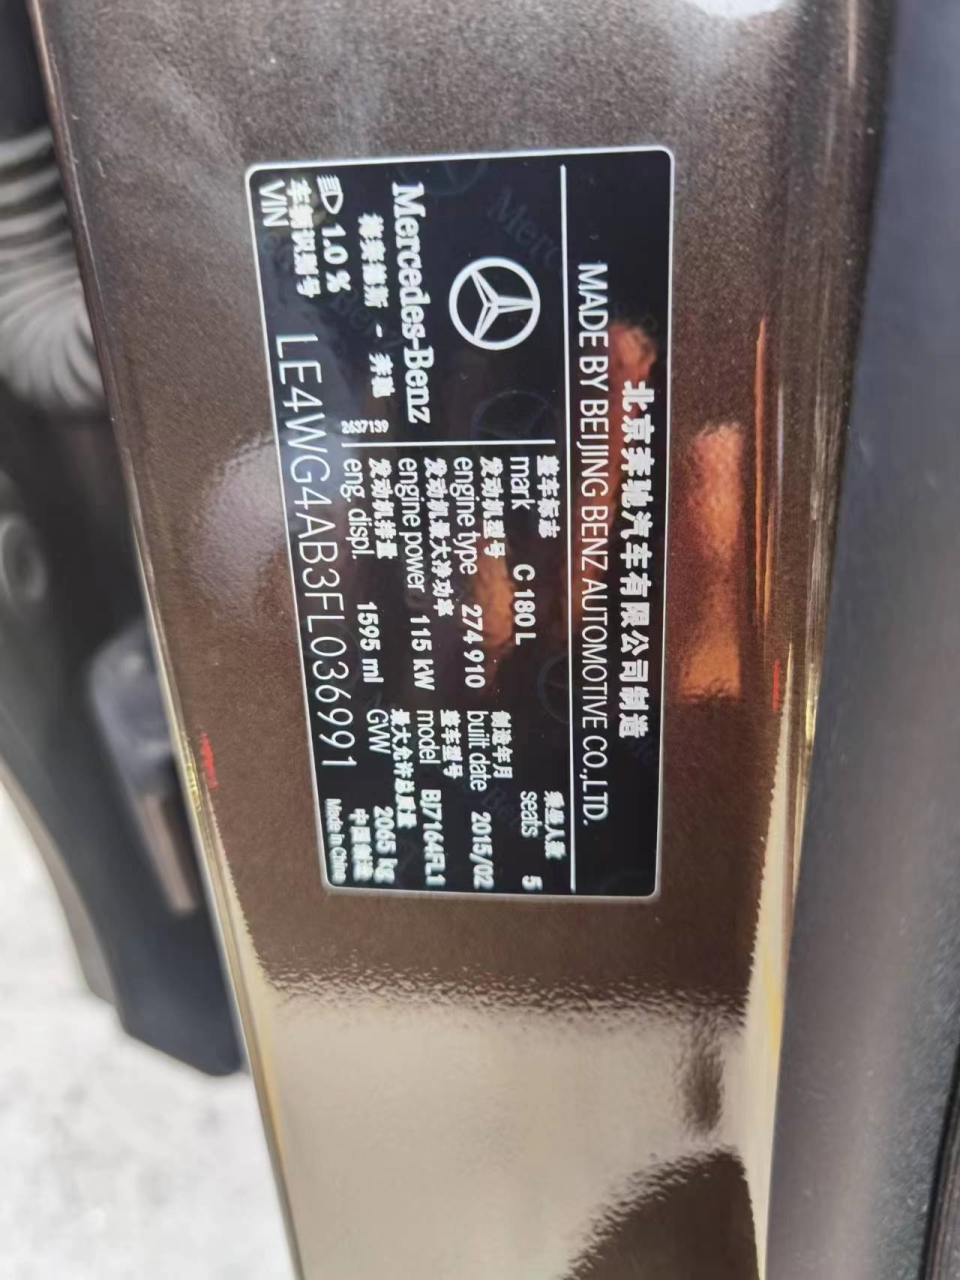 北京奔驰汽车有限公司制造
MADE BY BEIJING BENZ AUTOMOTIVE CO.,LTD.
Mercedes-Benz
梅赛德斯 - 奔驰
2637139
1.0 %
整车标志
mark C 180 L
乘坐人数
seats 5
发动机型号
engine type 274 910
制造年月
built date 2015/02
发动机最大净功率
engine power 115 kW
整车型号
model BJ7164FL1
发动机排量
eng. displ. 1595 ml
最大允许总质量
GVW 2065 kg
车辆识别号
VIN LE4WG4AB3FL036991
中国制造
Made in China